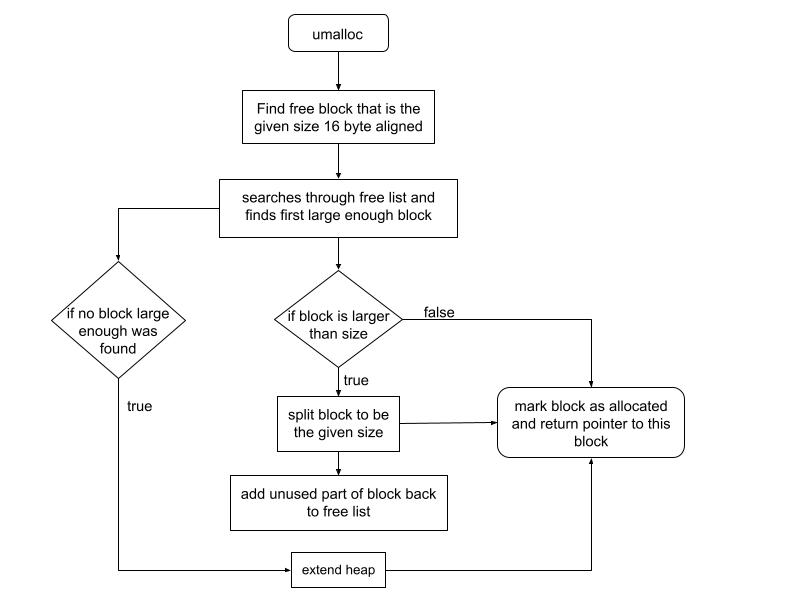 umalloc
Find free block that is the
given size 16 byte aligned
searches through free list and
finds first large enough block
if no block large
enough was
found
if block is larger
than size
false
true
true
split block to be
the given size
mark block as allocated
and return pointer to this
block
add unused part of block back
to free list
extend heap